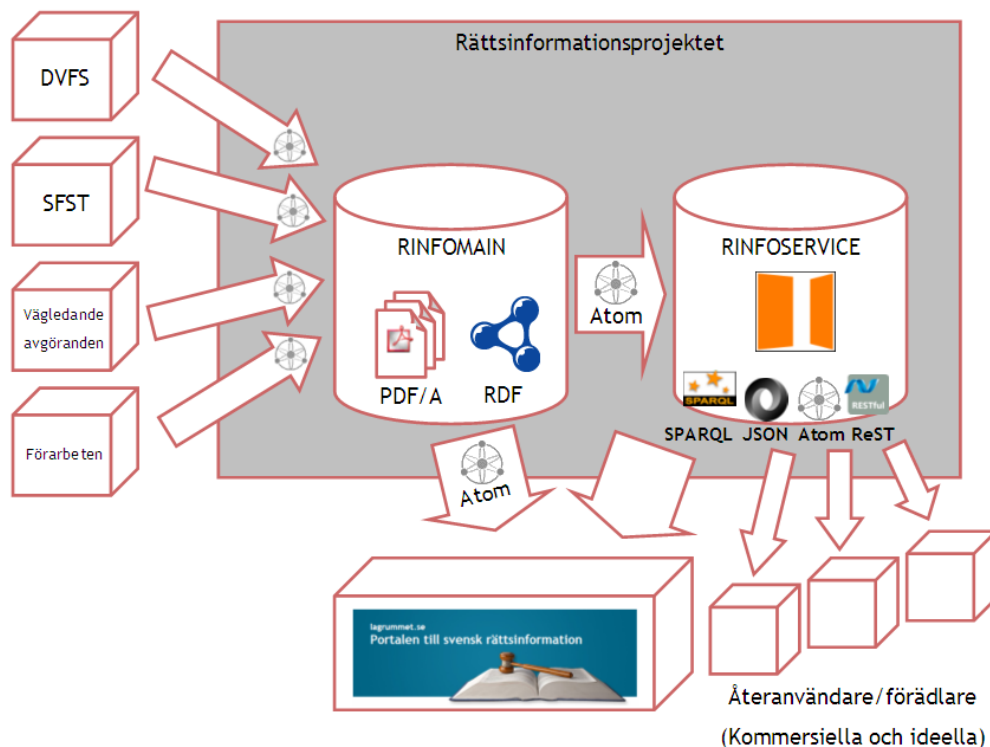 Rättsinformationsprojektet
DVFS
SFST
Vägledande
avgöranden
Förarbeten
RINFOMAIN
PDF/A
RDF
Atom
RINFOSERVICE
SPARQL
RESTful
SPARQL JSON Atom ReST
Atom
lagrummet.se
Portalen till svensk rättsinformation
Återanvändare/förädlare
(Kommersiella och ideella)